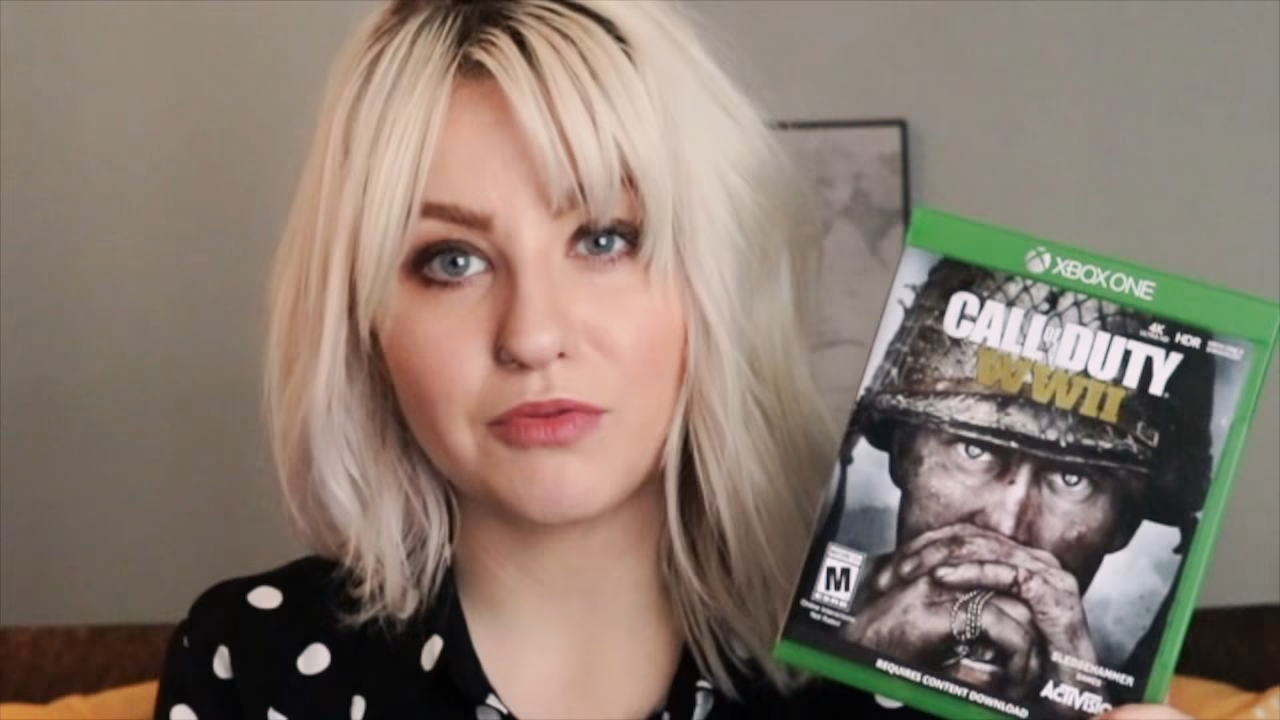 XBOX ONE
CALL OF DUTY
WWII
4K
HDR
M
REQUIRES CONTENT DOWNLOAD
SLEDGEHAMMER
GAMES
ACTIVISION